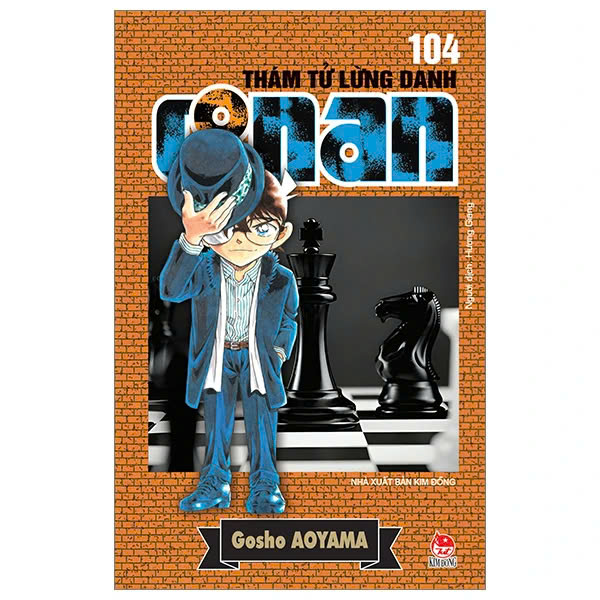 104
THÁM TỬ LỪNG DANH
conan
Người dịch: Hương Giang
NHÀ XUẤT BẢN KIM ĐỒNG
Gosho AOYAMA
KIM ĐỒNG